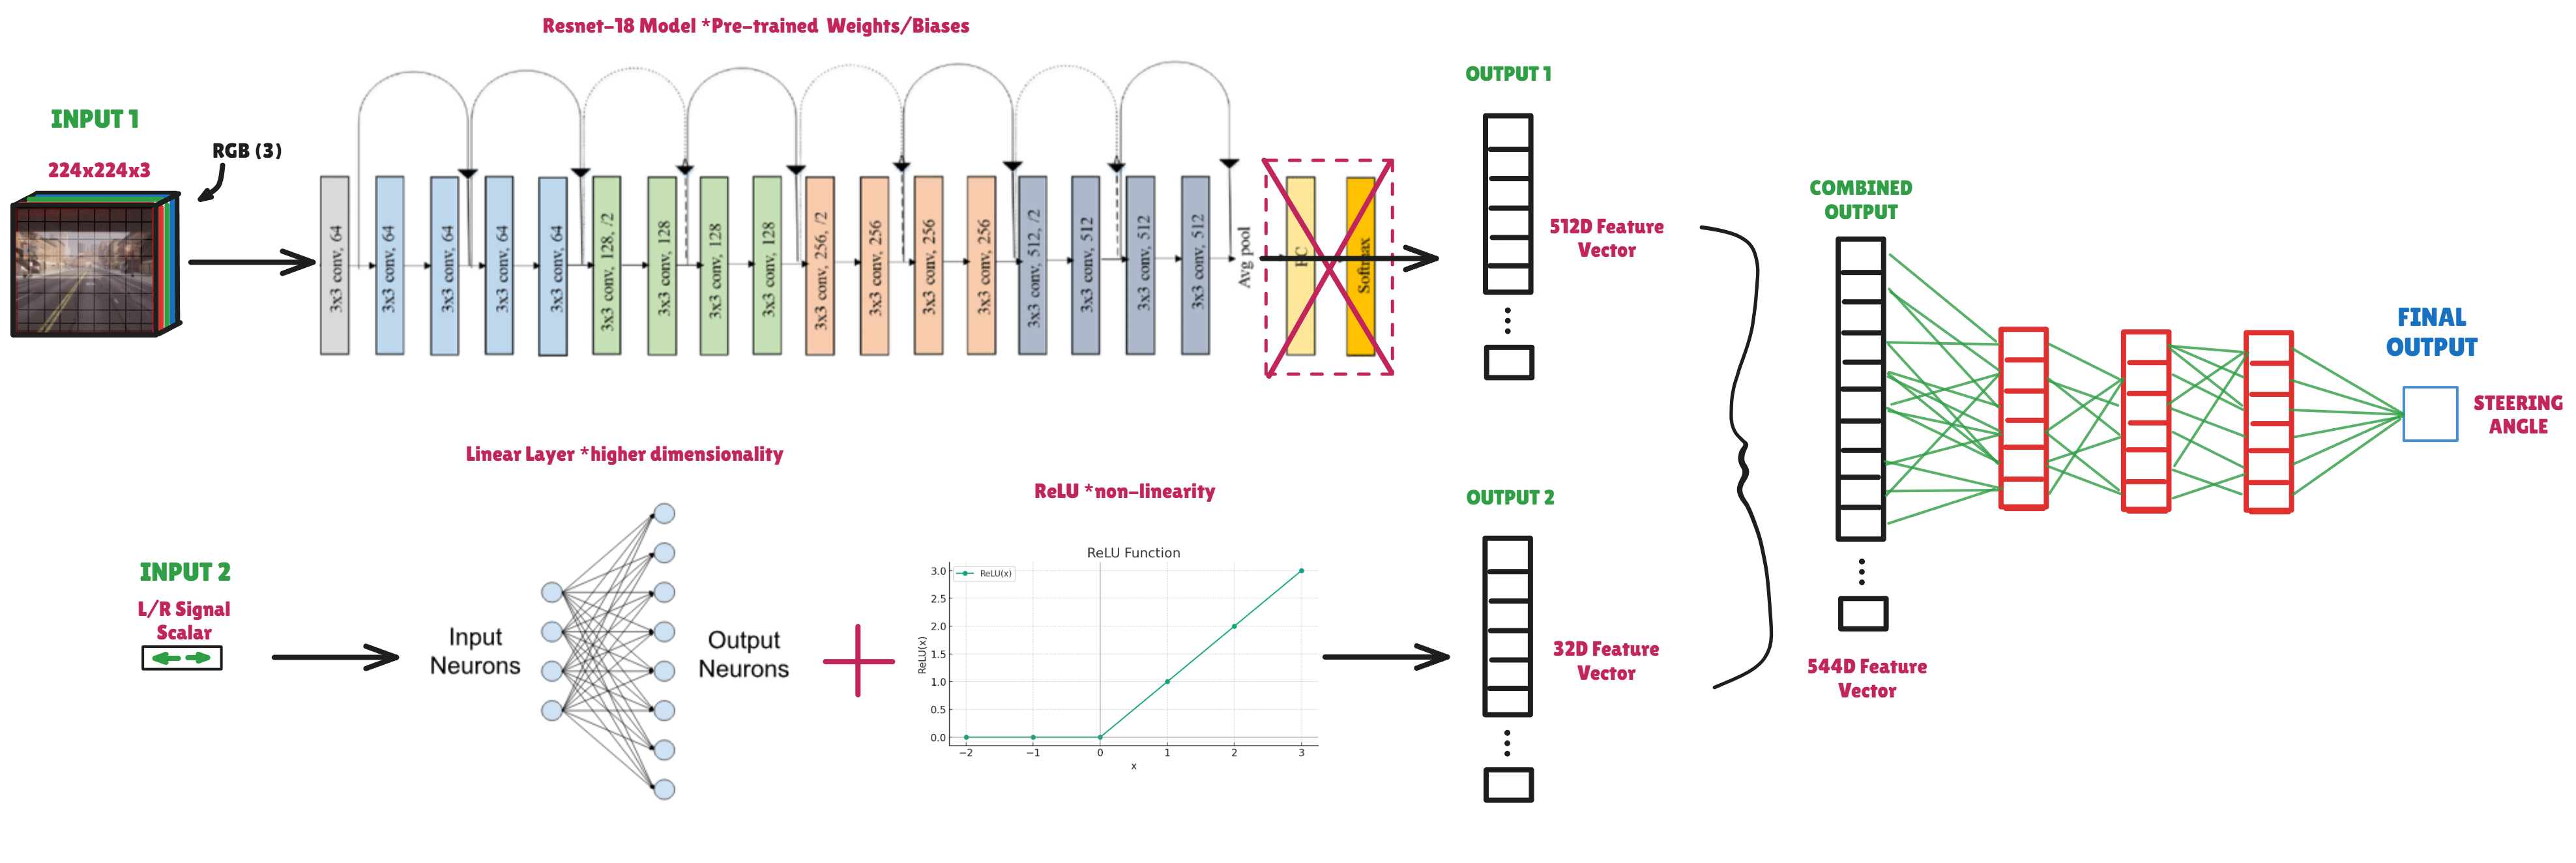 Resnet-18 Model *Pre-trained Weights/Biases
INPUT 1
224x224x3
RGB (3)
3x3 conv, 64
3x3 conv, 64
3x3 conv, 64
3x3 conv, 64
3x3 conv, 64
3x3 conv, 128, /2
3x3 conv, 128
3x3 conv, 128
3x3 conv, 128
3x3 conv, 256, /2
3x3 conv, 256
3x3 conv, 256
3x3 conv, 256
3x3 conv, 512, /2
3x3 conv, 512
3x3 conv, 512
3x3 conv, 512
Avg pool
FC
Softmax
OUTPUT 1
512D Feature
Vector
Linear Layer *higher dimensionality
INPUT 2
L/R Signal
Scalar
Input
Neurons
Output
Neurons
ReLU *non-linearity
ReLU Function
ReLU(x)
ReLU(x)
3.0
2.5
2.0
1.5
1.0
0.5
0.0
−2
−1
0
1
2
3
x
OUTPUT 2
32D Feature
Vector
COMBINED
OUTPUT
544D Feature
Vector
FINAL
OUTPUT
STEERING
ANGLE